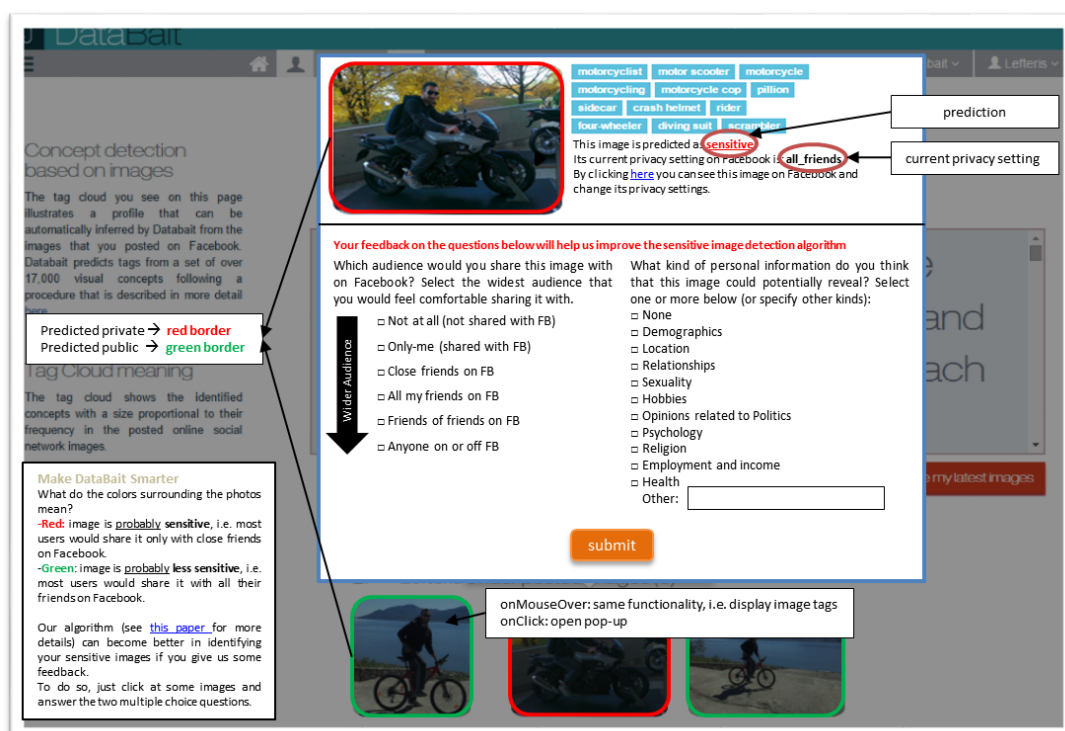 DataBait
bait
Lefteris
motorcyclist motor scooter motorcycle
motorcycling motorcycle cop pillion
sidecar crash helmet rider
four-wheeler diving suit scrambler
This image is predicted as sensitive
Its current privacy setting on Facebook is all_friends
By clicking here you can see this image on Facebook and
change its privacy settings.
prediction
current privacy setting
Concept detection
based on images
The tag cloud you see on this page
illustrates a profile that can be
automatically inferred by Databait from the
images that you posted on Facebook.
Databait predicts tags from a set of over
17,000 visual concepts following a
procedure that is described in more detail
here
Predicted private → red border
Predicted public → green border
Tag Cloud meaning
The tag cloud shows the identified
concepts with a size proportional to their
frequency in the posted online social
network images.
Make DataBait Smarter
What do the colors surrounding the photos
mean?
-Red: image is probably sensitive, i.e. most
users would share it only with close friends
on Facebook.
-Green: image is probably less sensitive, i.e.
most users would share it with all their
friends on Facebook.
Our algorithm (see this paper for more
details) can become better in identifying
your sensitive images if you give us some
feedback.
To do so, just click at some images and
answer the two multiple choice questions.
Your feedback on the questions below will help us improve the sensitive image detection algorithm
Which audience would you share this image with
on Facebook? Select the widest audience that
you would feel comfortable sharing it with.
Wider Audience
□ Not at all (not shared with FB)
□ Only-me (shared with FB)
□ Close friends on FB
□ All my friends on FB
□ Friends of friends on FB
□ Anyone on or off FB
What kind of personal information do you think
that this image could potentially reveal? Select
one or more below (or specify other kinds):
□ None
□ Demographics
□ Location
□ Relationships
□ Sexuality
□ Hobbies
□ Opinions related to Politics
□ Psychology
□ Religion
□ Employment and income
□ Health
Other:
submit
and
ach
my latest images
onMouseOver: same functionality, i.e. display image tags
onClick: open pop-up